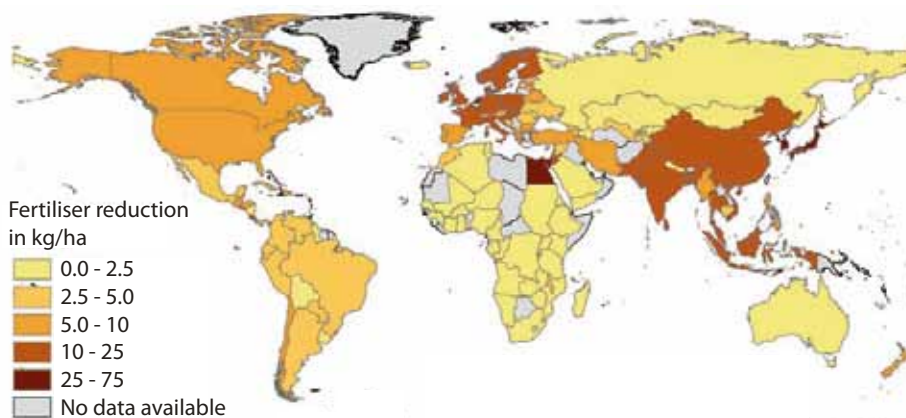 Fertiliser reduction
in kg/ha
0.0 - 2.5
2.5 - 5.0
5.0 - 10
10 - 25
25 - 75
No data available